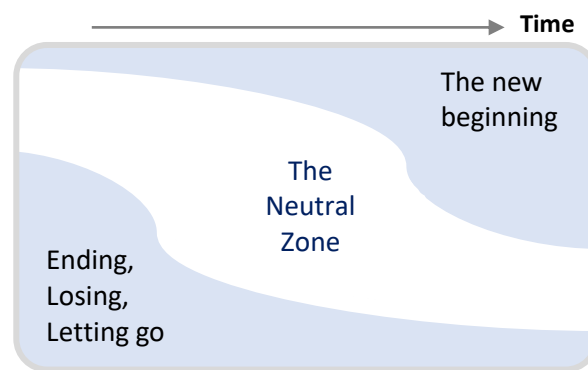 Time
The new
beginning
The
Neutral
Zone
Ending,
Losing,
Letting go